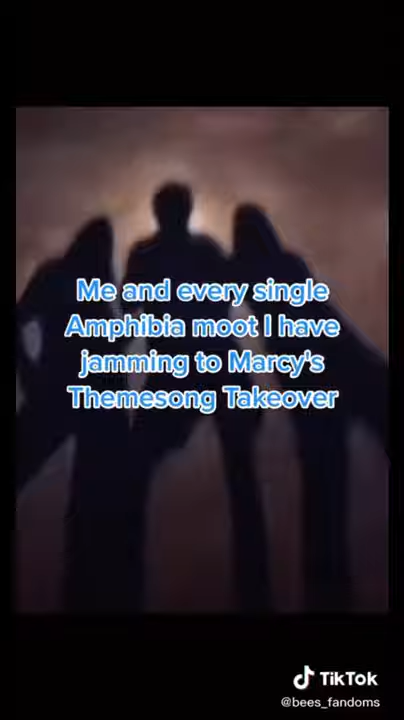 Me and every single
Amphibia moot I have
jamming to Marcy's
Themesong Takeover
TikTok
@bees_fandoms